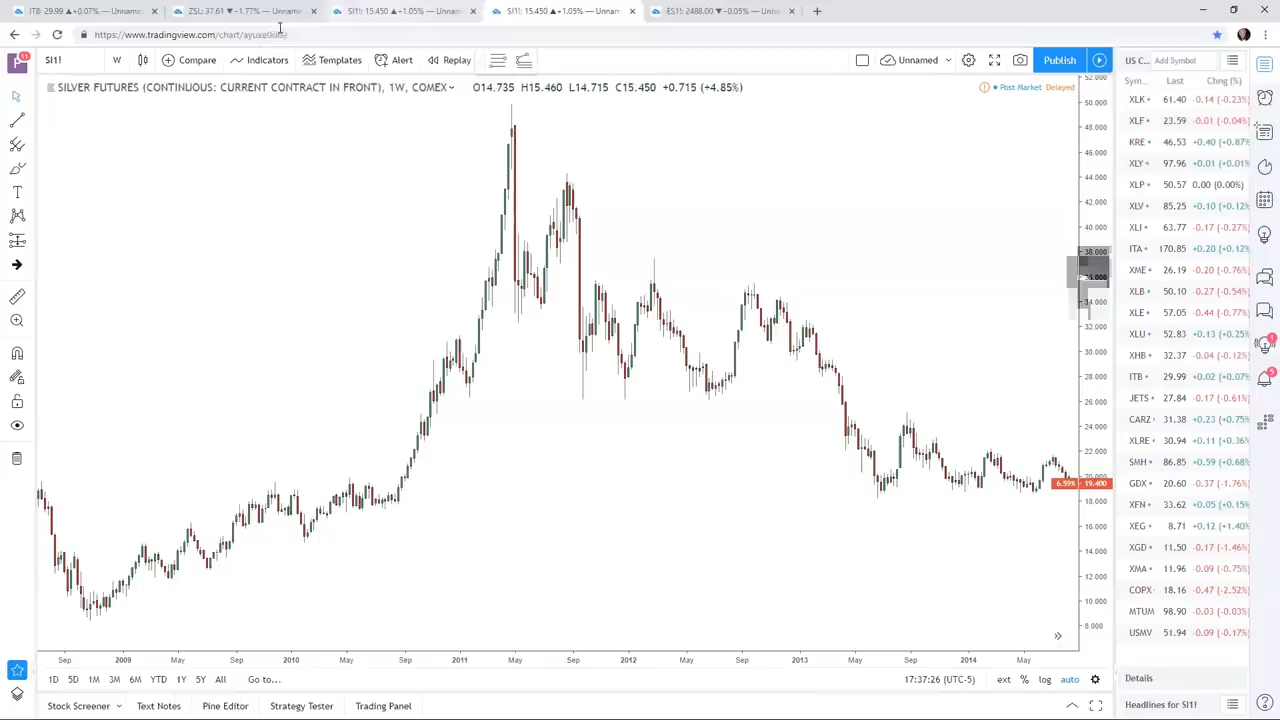 ITB: 29.99 ▲+0.07% — Unname…
ZSL: 37.61 ▼−1.77% — Unname…
SI1!: 15.450 ▲+1.05% — Unnam…
SI1!: 15.450 ▲+1.05% — Unnam…
ES1!: 2488.00 ▼−0.05% — Unnam…
https://www.tradingview.com/chart/
11
SI1!
W
Compare
Indicators
Templates
Alert
Replay
Unnamed
Publish
US C…
Add Symbol
SILVER FUTURES (CONTINUOUS: CURRENT CONTRACT IN FRONT), 1W, COMEX
O14.735 H15.460 L14.715 C15.450 +0.715 (+4.85%)
Post Market Delayed
Sym… Last Chng (%)
XLK 61.40 -0.14 (-0.23%)
XLF 23.59 -0.01 (-0.04%)
KRE 46.53 +0.40 (+0.87%
XLY 97.96 +0.01 (+0.01%
XLP 50.57 0.00 (0.00%)
XLV 85.25 +0.10 (+0.12%
XLI 63.77 -0.17 (-0.27%)
ITA 170.85 +0.20 (+0.12%
XME 26.19 -0.20 (-0.76%)
XLB 50.10 -0.27 (-0.54%)
XLE 57.05 -0.44 (-0.77%)
XLU 52.83 +0.13 (+0.25%
XHB 32.37 -0.04 (-0.12%)
ITB 29.99 +0.02 (+0.07%
JETS 27.84 -0.17 (-0.61%)
CARZ 31.38 +0.23 (+0.75%
XLRE 30.94 +0.11 (+0.36%
SMH 86.85 +0.59 (+0.68%
GDX 20.60 -0.37 (-1.76%)
XFN 33.62 +0.05 (+0.15%
XEG 8.71 +0.12 (+1.40%
XGD 11.50 -0.17 (-1.46%)
XMA 11.96 -0.09 (-0.75%)
COPX 18.16 -0.47 (-2.52%)
MTUM 98.90 -0.03 (-0.03%)
USMV 51.94 -0.09 (-0.17%)
1
5
52.000
50.000
48.000
46.000
44.000
42.000
40.000
38.000
36.000
34.000
32.000
30.000
28.000
26.000
24.000
22.000
20.000
6.59% 19.400
18.000
16.000
14.000
12.000
10.000
8.000
Sep 2009 May Sep 2010 May Sep 2011 May Sep 2012 May Sep 2013 May Sep 2014 May
1D 5D 1M 3M 6M YTD 1Y 5Y All Go to...
17:37:26 (UTC-5) ext % log auto
Details
Stock Screener Text Notes Pine Editor Strategy Tester Trading Panel
Headlines for SI1!